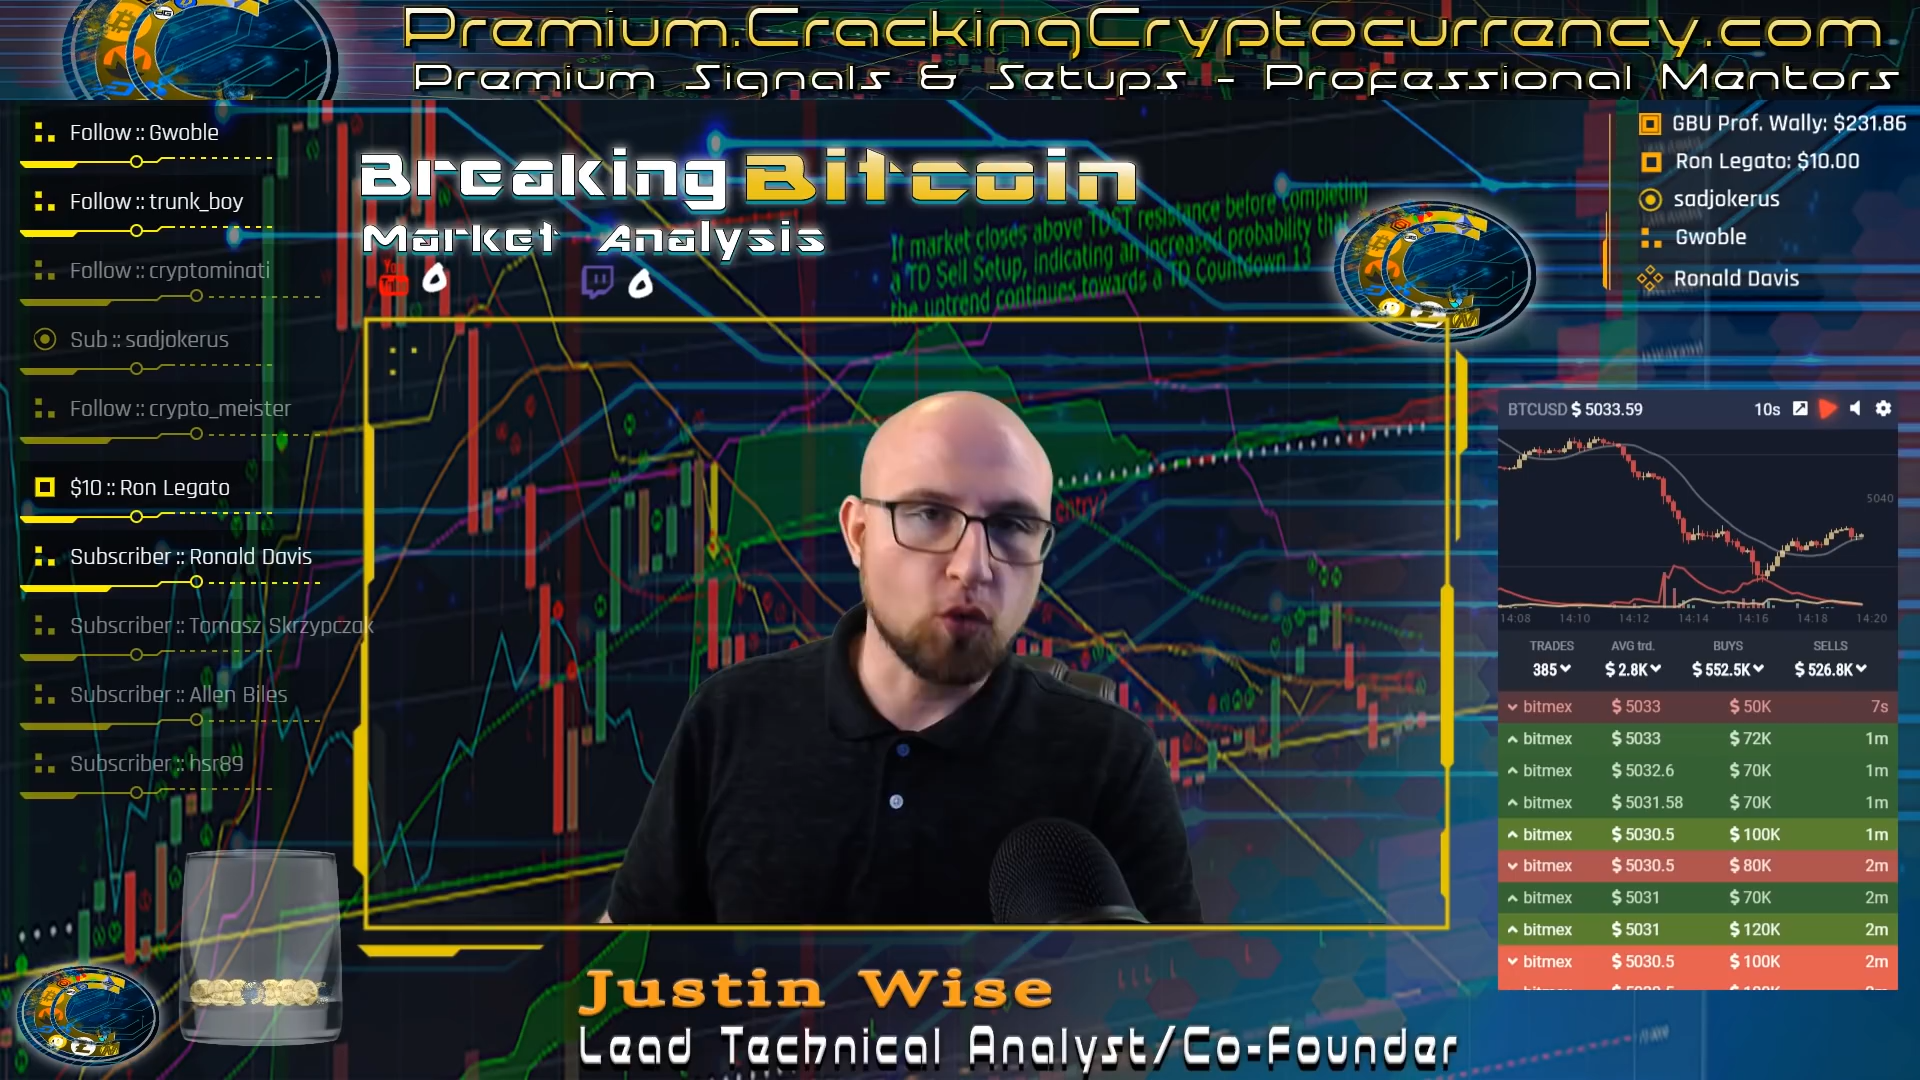 Premium.CrackingCryptocurrency.com
Premium Signals & Setups - Professional Mentors
Follow :: Gwoble
Follow :: trunk_boy
Follow :: cryptominati
Sub :: sadjokerus
Follow :: crypto_meister
$10 :: Ron Legato
Subscriber :: Ronald Davis
Subscriber :: Tomasz Skrzypczak
Subscriber :: Allen Biles
Subscriber :: hsr89
Breaking Bitcoin
Market Analysis
You Tube 0 0
If market closes above TDST resistance before completing
a TD Sell Setup, indicating an increased probability that
the uptrend continues towards a TD Countdown 13
entry?
GBU Prof. Wally: $231.86
Ron Legato: $10.00
sadjokerus
Gwoble
Ronald Davis
BTCUSD $ 5033.59 10s
5040
14:08 14:10 14:12 14:14 14:16 14:18 14:20
TRADES AVG trd. BUYS SELLS
385 $ 2.8K $ 552.5K $ 526.8K
bitmex $ 5033 $ 50K 7s
bitmex $ 5033 $ 72K 1m
bitmex $ 5032.6 $ 70K 1m
bitmex $ 5031.58 $ 70K 1m
bitmex $ 5030.5 $ 100K 1m
bitmex $ 5030.5 $ 80K 2m
bitmex $ 5031 $ 70K 2m
bitmex $ 5031 $ 120K 2m
bitmex $ 5030.5 $ 100K 2m
Justin Wise
Lead Technical Analyst/Co-Founder